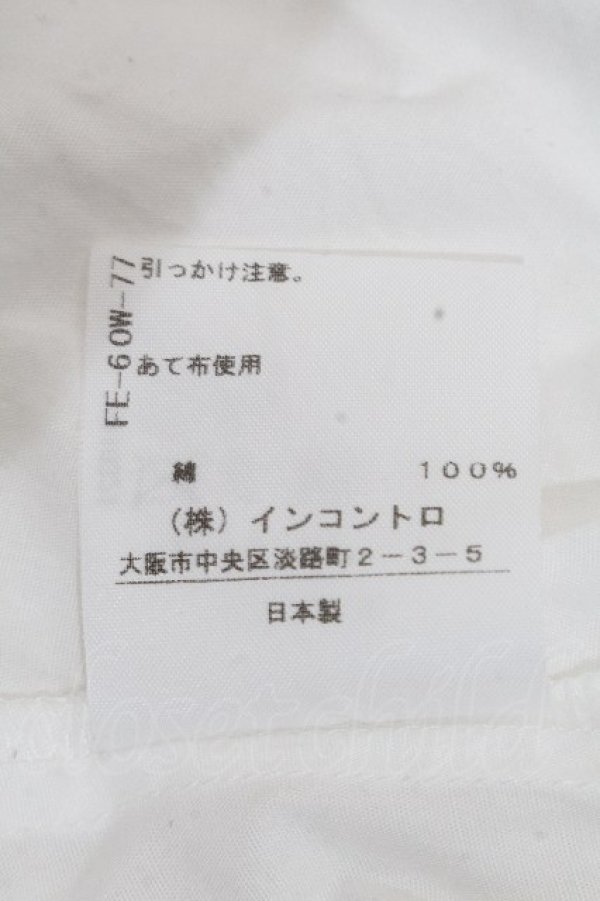 FE-60W-77
引っかけ注意。
あて布使用
綿 100%
（株）インコントロ
大阪市中央区淡路町2-3-5
日本製
closet child